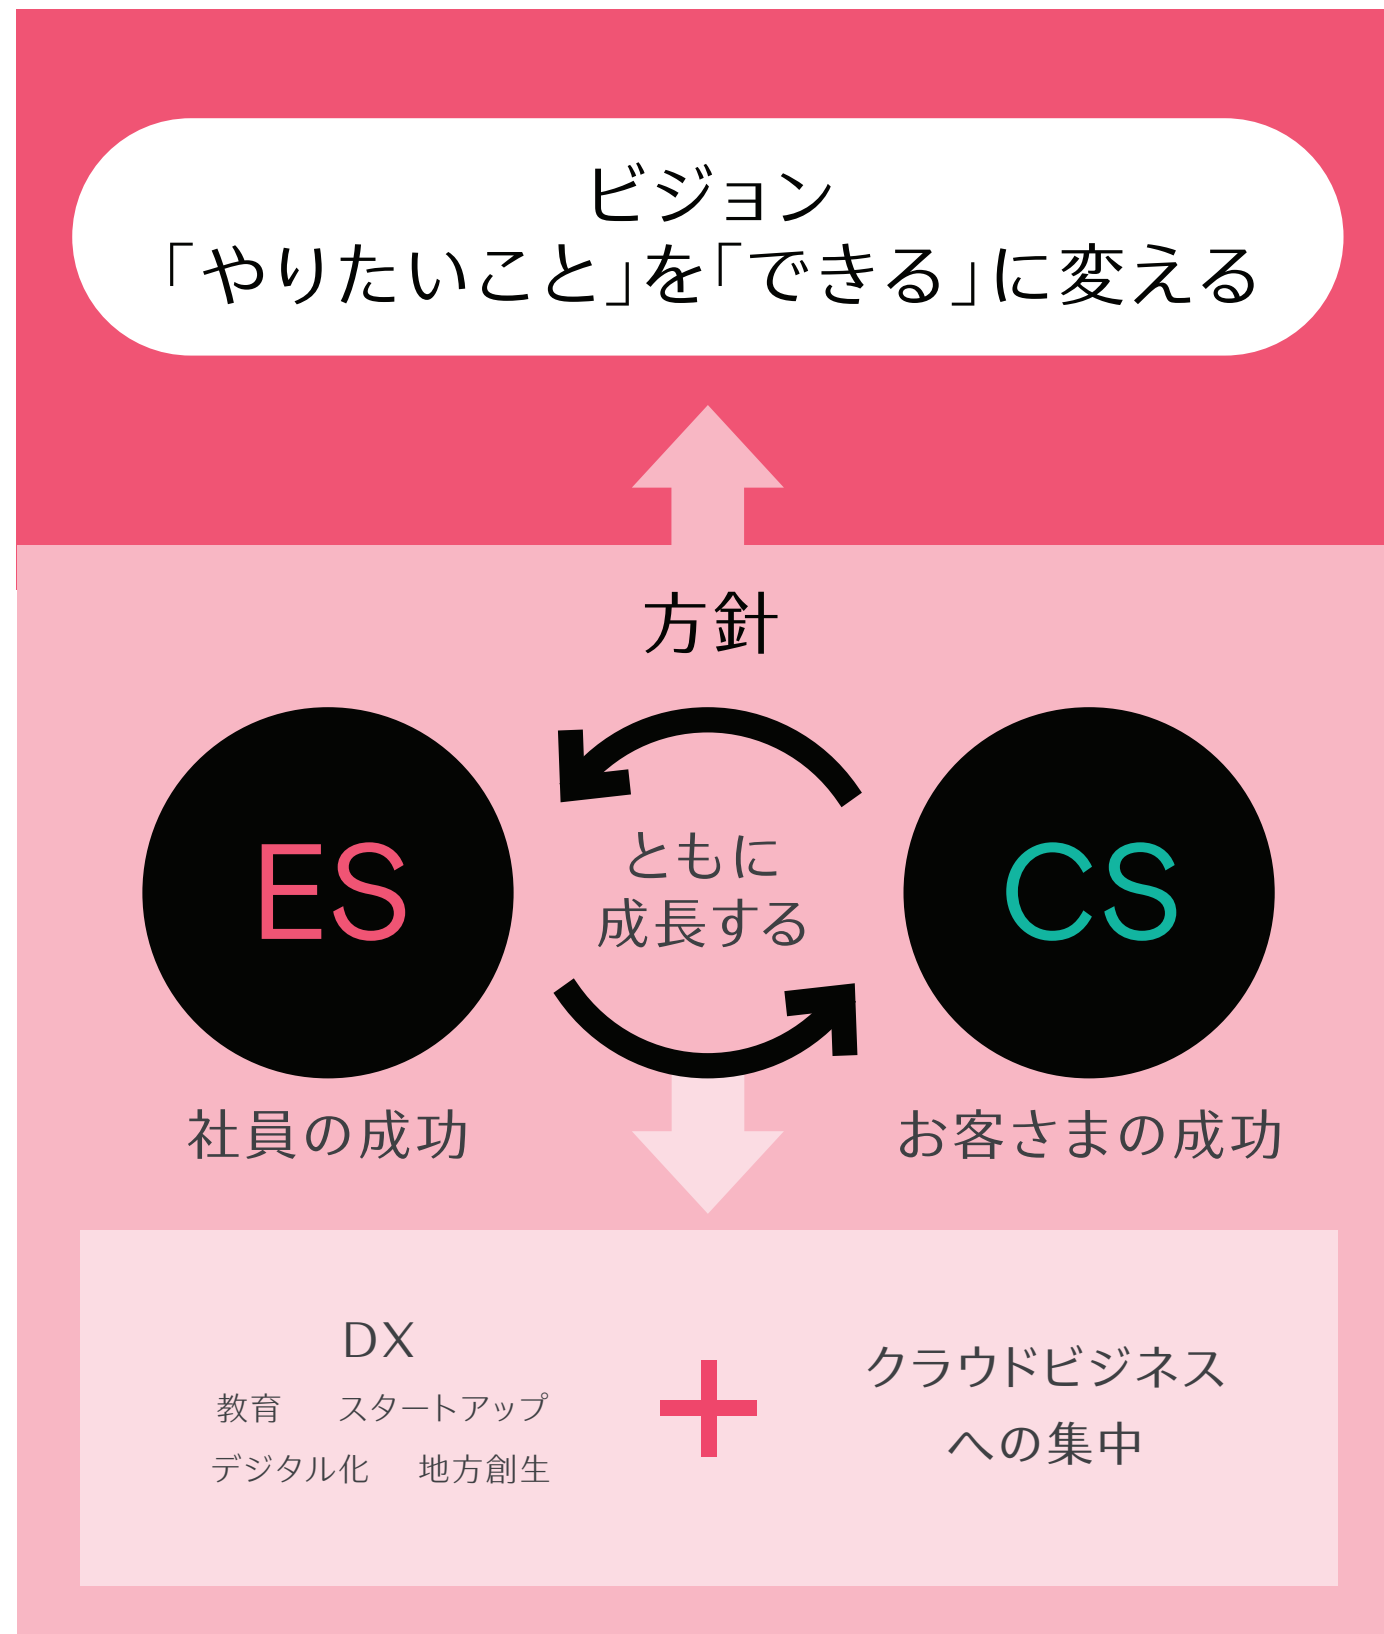 ビジョン
「やりたいこと」を「できる」に変える
方針
ES
ともに
成長する
CS
社員の成功
お客さまの成功
DX
教育 スタートアップ
デジタル化 地方創生
+
クラウドビジネス
への集中